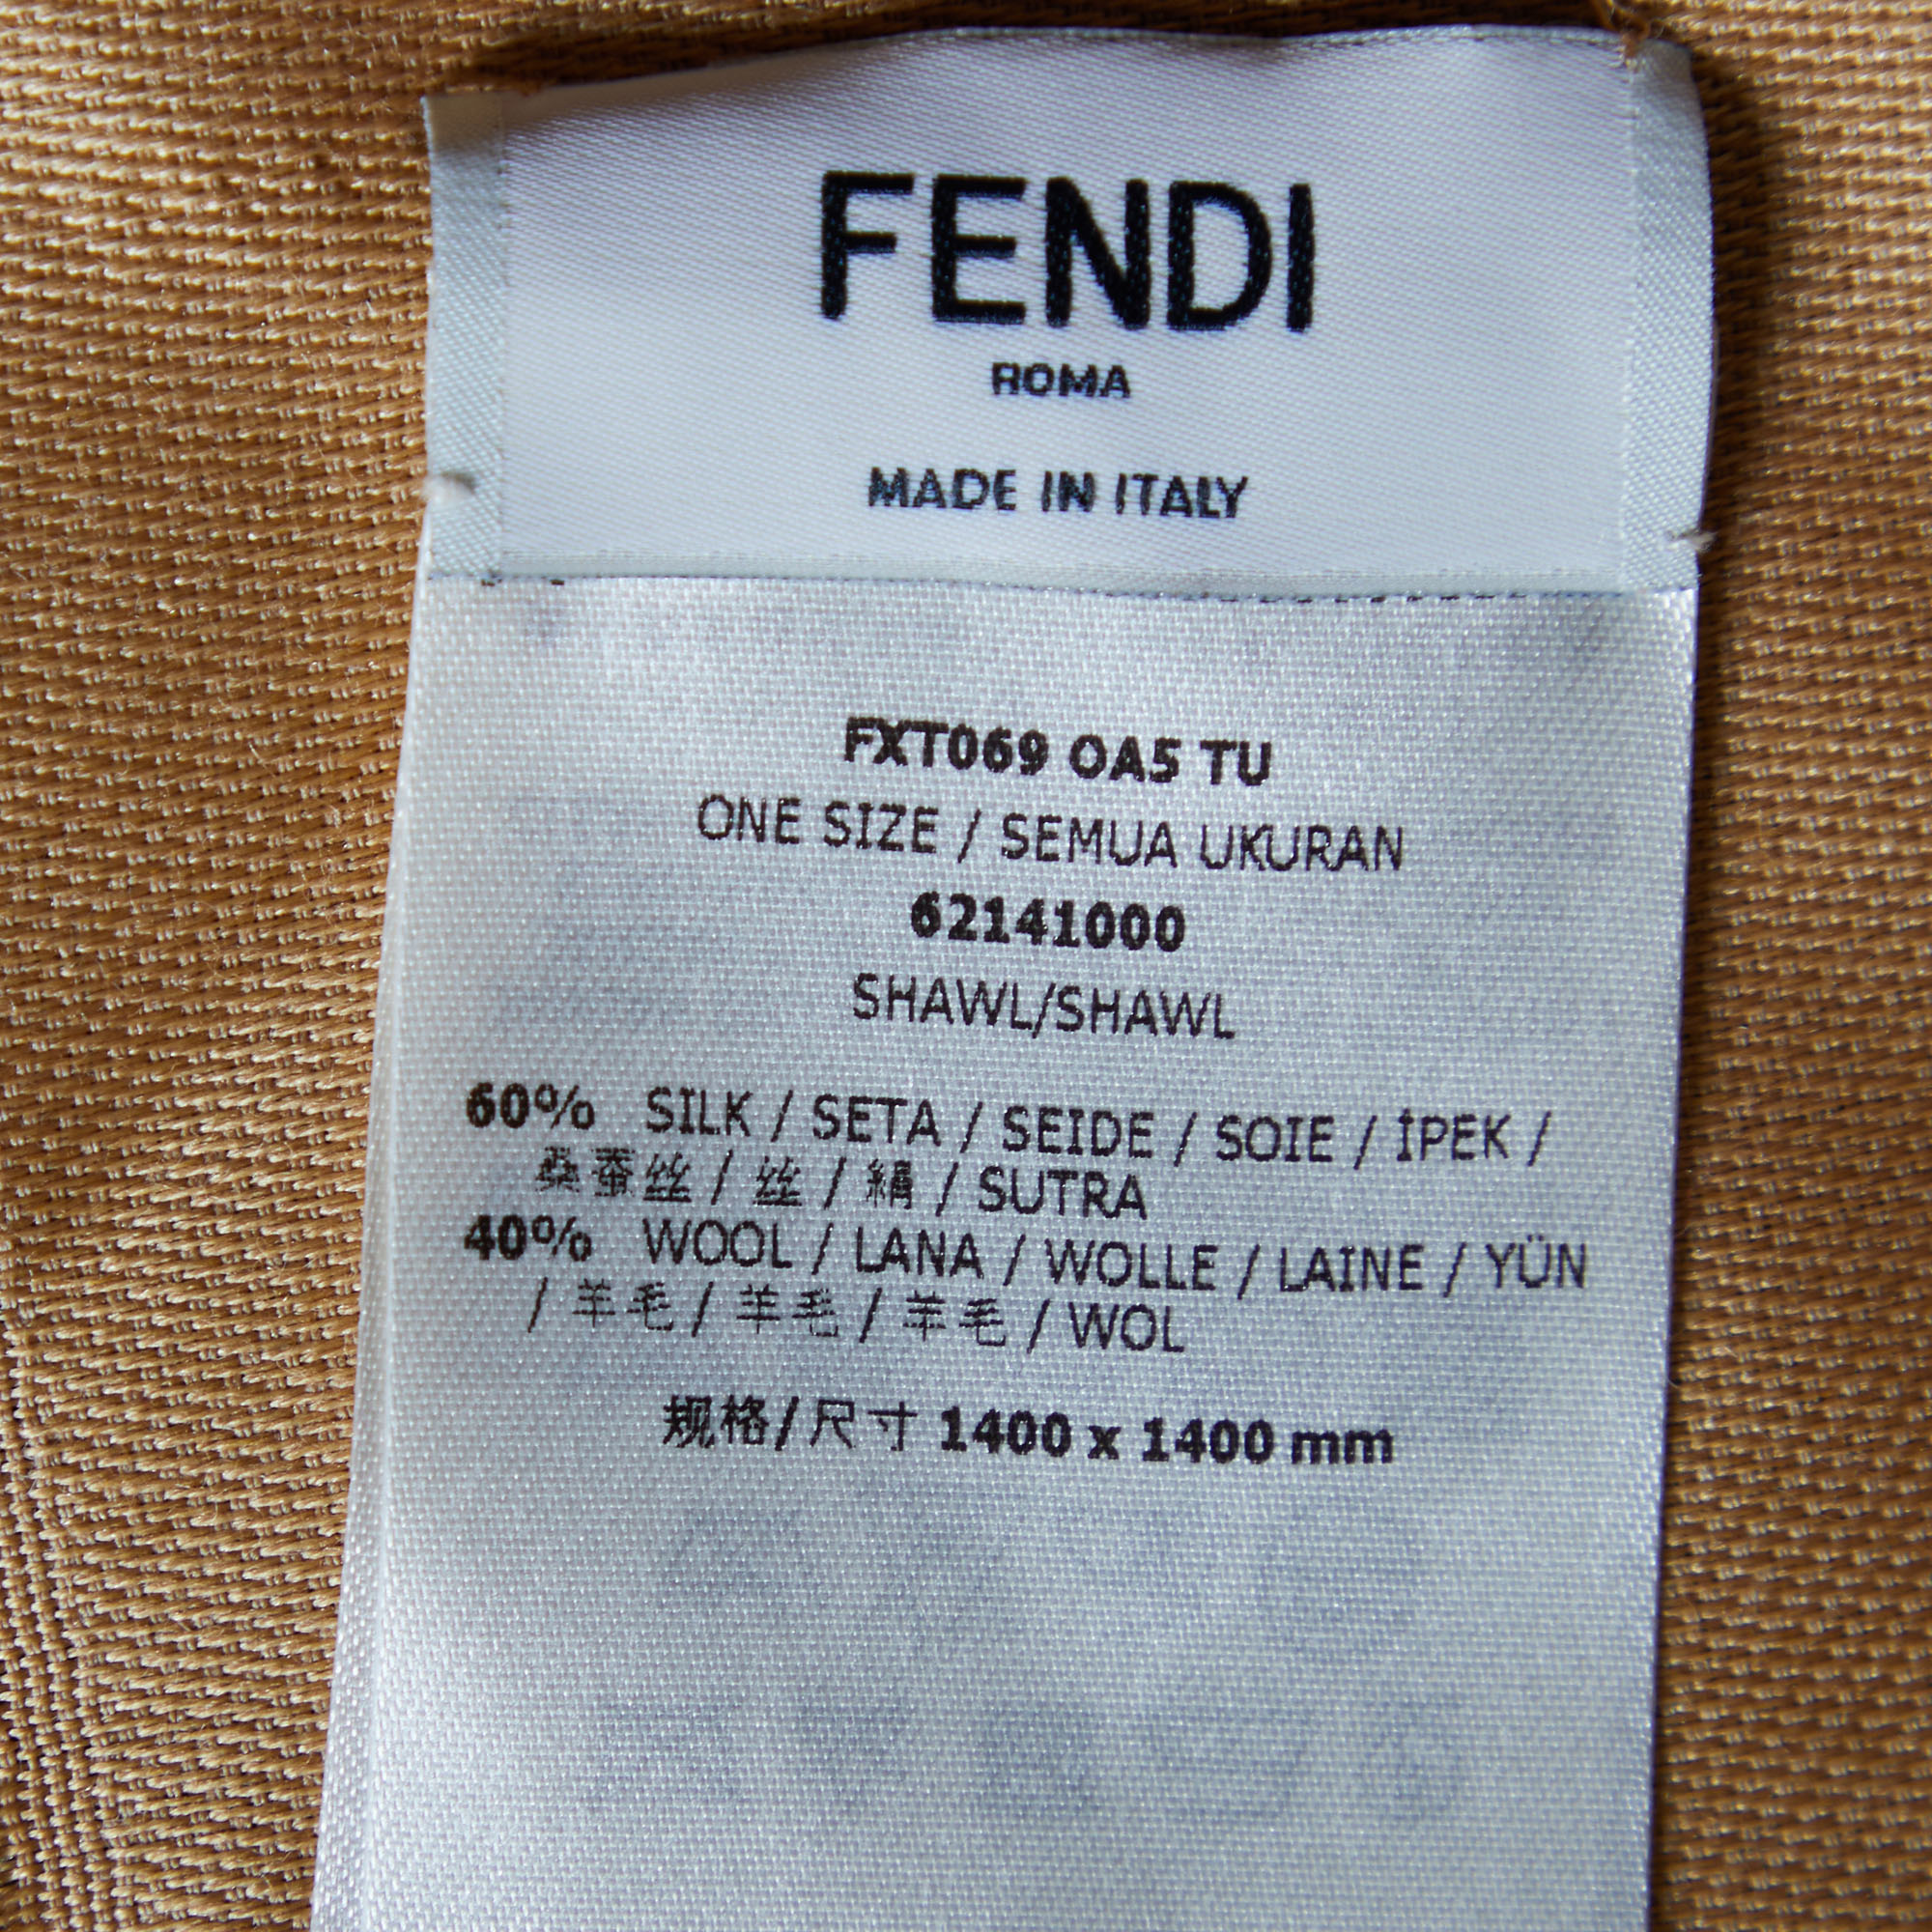 FENDI
ROMA
MADE IN ITALY
FXT069 OA5 TU
ONE SIZE / SEMUA UKURAN
62141000
SHAWL/SHAWL
60% SILK / SETA / SEIDE / SOIE / İPEK /
桑蚕丝 / 丝 / 絹 / SUTRA
40% WOOL / LANA / WOLLE / LAINE / YÜN
/ 羊毛 / 羊毛 / 羊毛 / WOL
规格/尺寸 1400 x 1400 mm